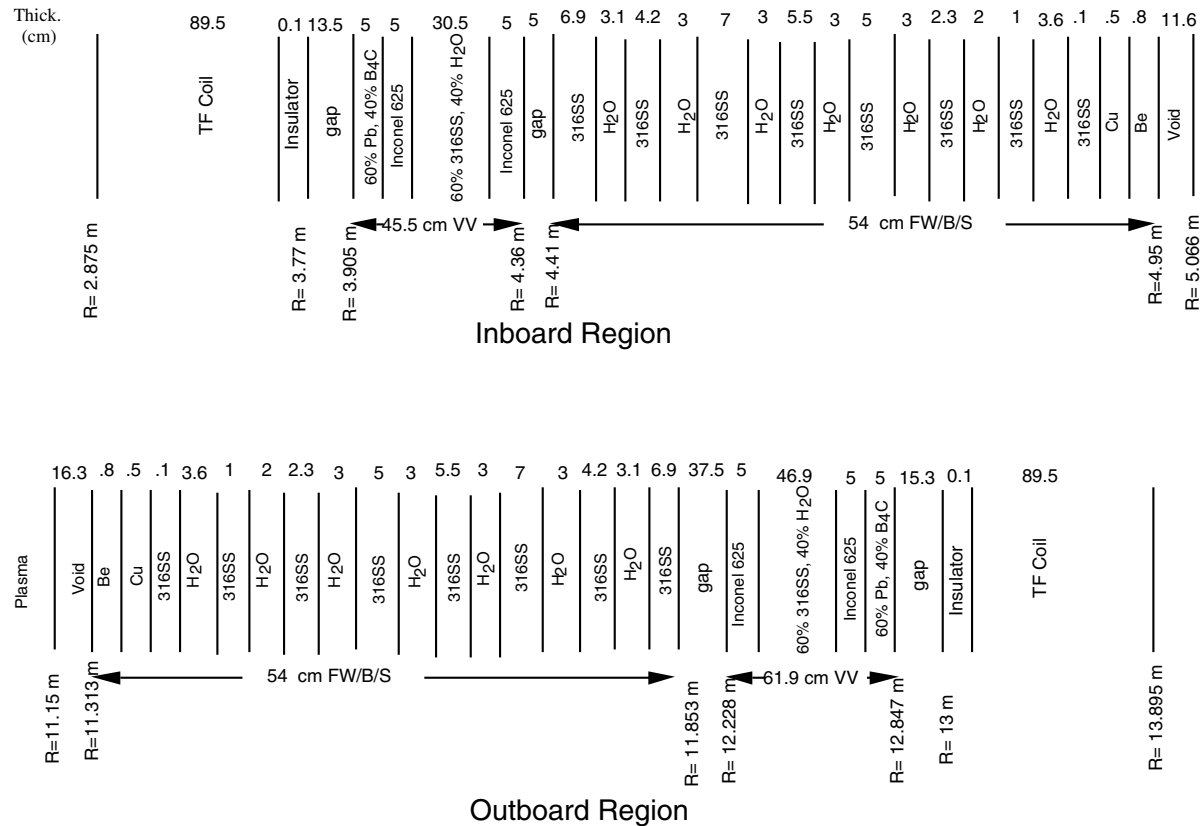 Thick.
(cm)
89.5 0.1 13.5 5 5 30.5 5 5 6.9 3.1 4.2 3 7 3 5.5 3 5 3 2.3 2 1 3.6 .1 .5 .8 11.6
TF Coil
Insulator
gap
60% Pb, 40% B4C
Inconel 625
60% 316SS, 40% H2O
Inconel 625
gap
316SS
H2O
316SS
H2O
316SS
H2O
316SS
H2O
316SS
H2O
316SS
H2O
316SS
H2O
316SS
Cu
Be
Void
45.5 cm VV
54 cm FW/B/S
R= 2.875 m
R= 3.77 m
R= 3.905 m
R= 4.36 m
R= 4.41 m
R=4.95 m
R= 5.066 m
Inboard Region
16.3 .8 .5 .1 3.6 1 2 2.3 3 5 3 5.5 3 7 3 4.2 3.1 6.9 37.5 5 46.9 5 5 15.3 0.1 89.5
Plasma
Void
Be
Cu
316SS
H2O
316SS
H2O
316SS
H2O
316SS
H2O
316SS
H2O
316SS
H2O
316SS
H2O
316SS
gap
Inconel 625
60% 316SS, 40% H2O
Inconel 625
60% Pb, 40% B4C
gap
Insulator
TF Coil
54 cm FW/B/S
61.9 cm VV
R=11.15 m
R= 11.313 m
R= 11.853 m
R= 12.228 m
R= 12.847 m
R= 13 m
R= 13.895 m
Outboard Region